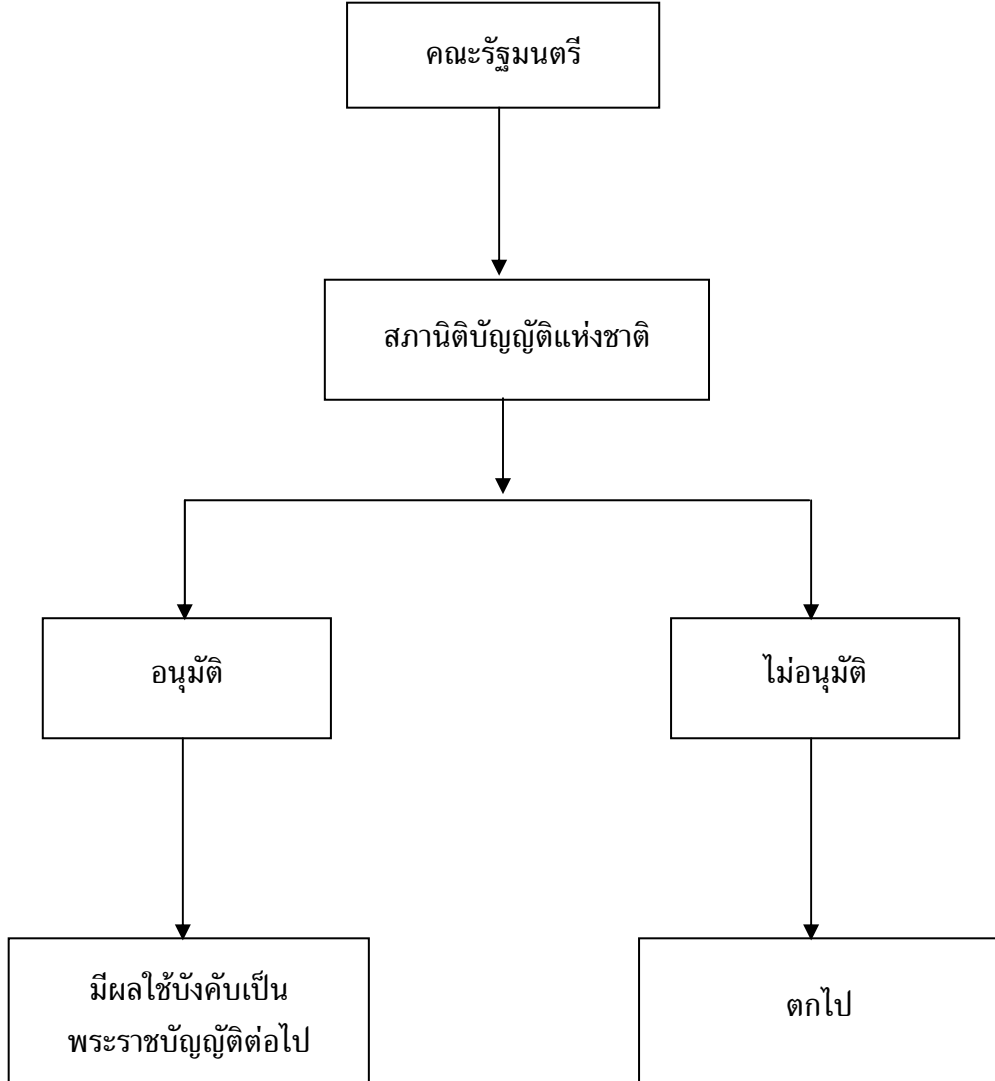 คณะรัฐมนตรี
สภานิติบัญญัติแห่งชาติ
อนุมัติ
ไม่อนุมัติ
มีผลใช้บังคับเป็น
พระราชบัญญัติต่อไป
ตกไป